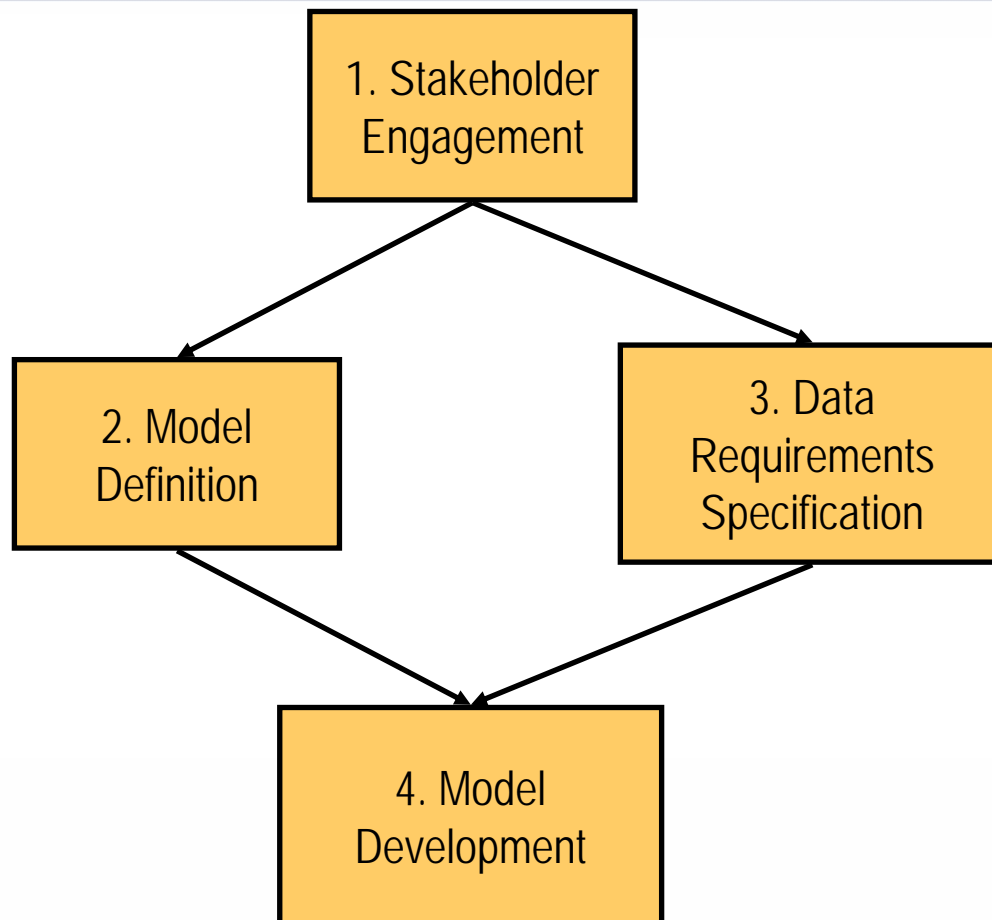 1. Stakeholder
Engagement
2. Model
Definition
3. Data
Requirements
Specification
4. Model
Development